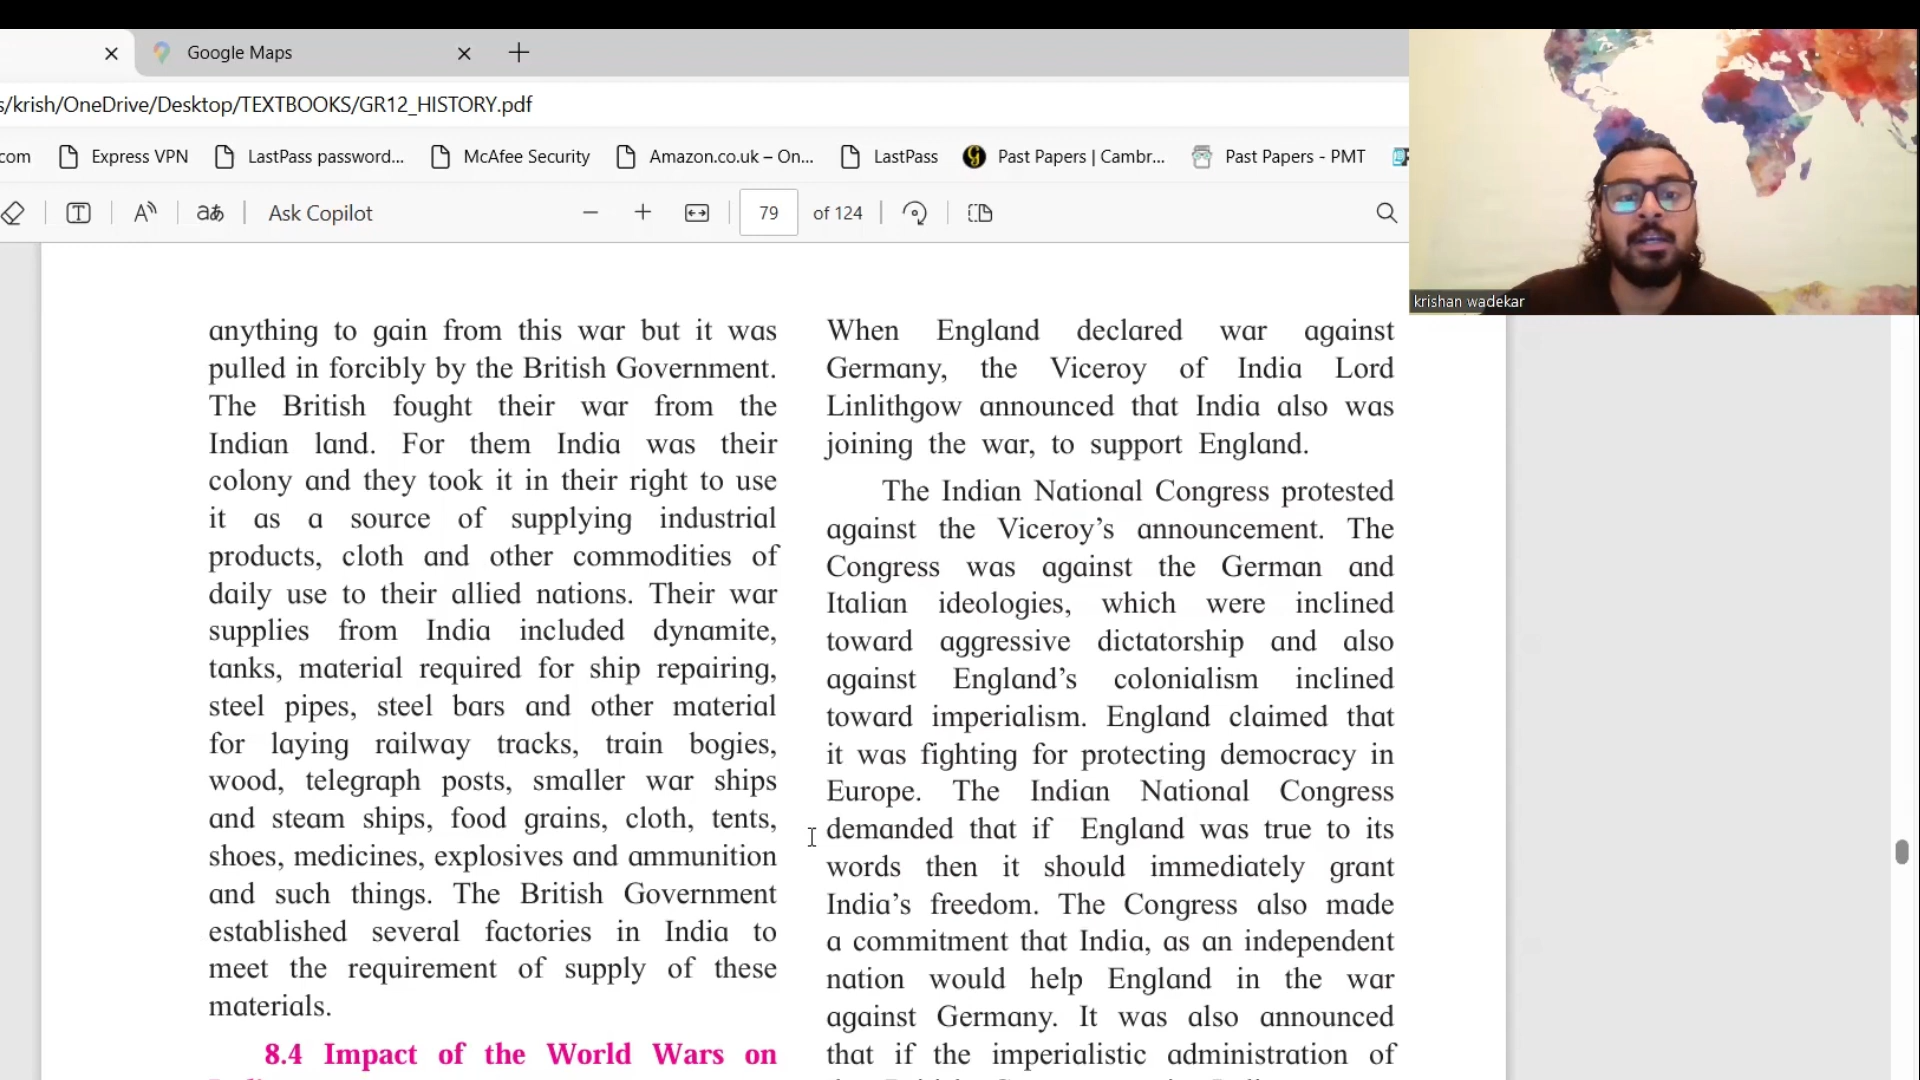 Google Maps
s/krish/OneDrive/Desktop/TEXTBOOKS/GR12_HISTORY.pdf
com
Express VPN
LastPass password...
McAfee Security
Amazon.co.uk – On...
LastPass
Past Papers | Cambr...
Past Papers - PMT
Ask Copilot
79
of 124
krishan wadekar
anything to gain from this war but it was
pulled in forcibly by the British Government.
The British fought their war from the
Indian land. For them India was their
colony and they took it in their right to use
it as a source of supplying industrial
products, cloth and other commodities of
daily use to their allied nations. Their war
supplies from India included dynamite,
tanks, material required for ship repairing,
steel pipes, steel bars and other material
for laying railway tracks, train bogies,
wood, telegraph posts, smaller war ships
and steam ships, food grains, cloth, tents,
shoes, medicines, explosives and ammunition
and such things. The British Government
established several factories in India to
meet the requirement of supply of these
materials.
8.4 Impact of the World Wars on
When England declared war against
Germany, the Viceroy of India Lord
Linlithgow announced that India also was
joining the war, to support England.
The Indian National Congress protested
against the Viceroy’s announcement. The
Congress was against the German and
Italian ideologies, which were inclined
toward aggressive dictatorship and also
against England’s colonialism inclined
toward imperialism. England claimed that
it was fighting for protecting democracy in
Europe. The Indian National Congress
demanded that if England was true to its
words then it should immediately grant
India’s freedom. The Congress also made
a commitment that India, as an independent
nation would help England in the war
against Germany. It was also announced
that if the imperialistic administration of